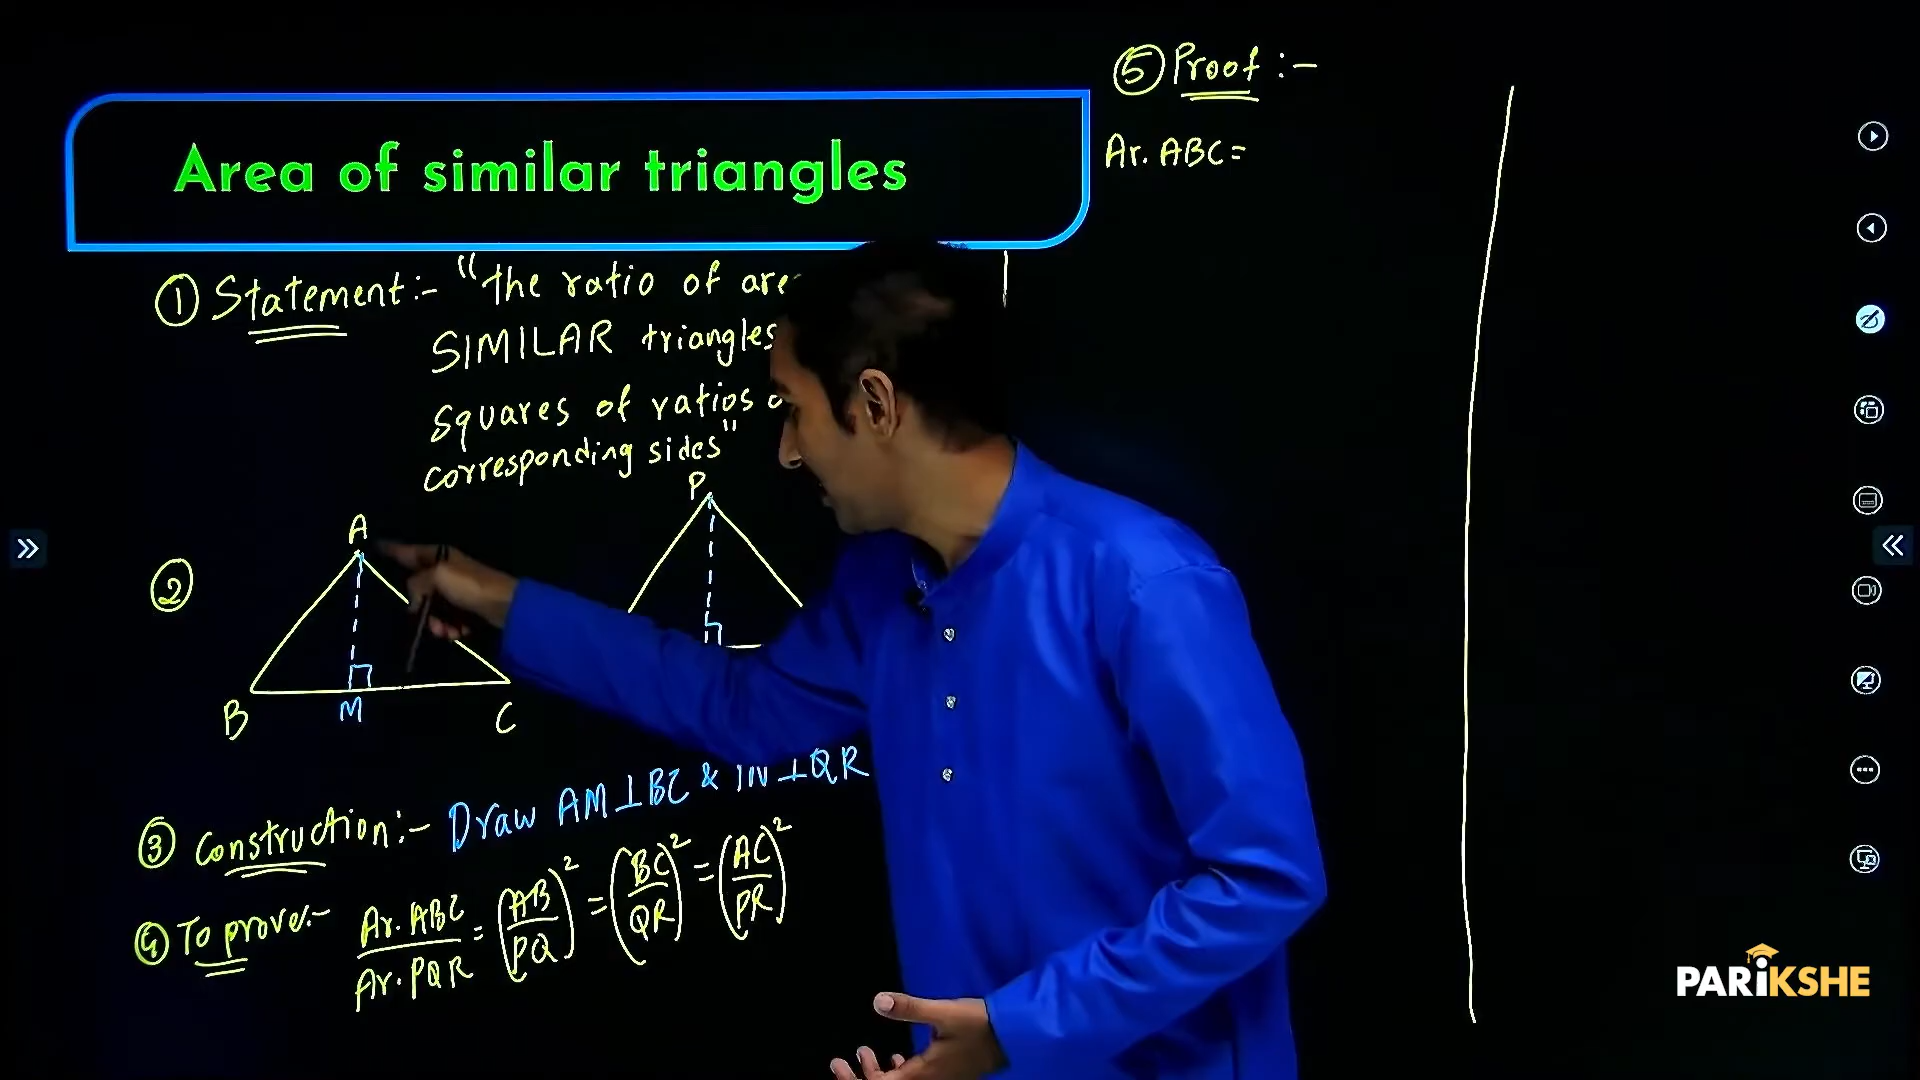 Area of similar triangles
① Statement:- "the ratio of
SIMILAR triangles
squares of ratios
corresponding sides"
②
A
B
M
C
P
③ Construction:- Draw AM⊥BC & ⊥QR
④ To prove:- Ar.ABC/Ar.PQR = (AB/PQ)² = (BC/QR)² = (AC/PR)²
⑤ Proof :-
Ar. ABC =
PARIKSHE